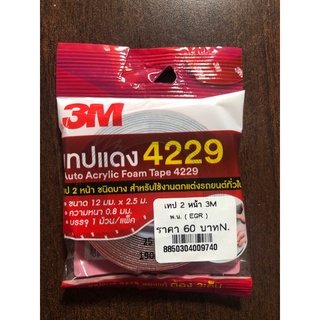 3M
เทปแดง 4229
Auto Acrylic Foam Tape 4229
เทป 2 หน้า ชนิดบาง สำหรับใช้งานตกแต่งรถยนต์ทั่วไป
• ขนาด 12 มม. x 2.5 ม.
• ความหนา 0.8 มม.
• บรรจุ 1 ม้วน/แพ็ค
เทป 2 หน้า 3M
พ.น. ( EGR )
ราคา 60 บาทN.
8850304009740